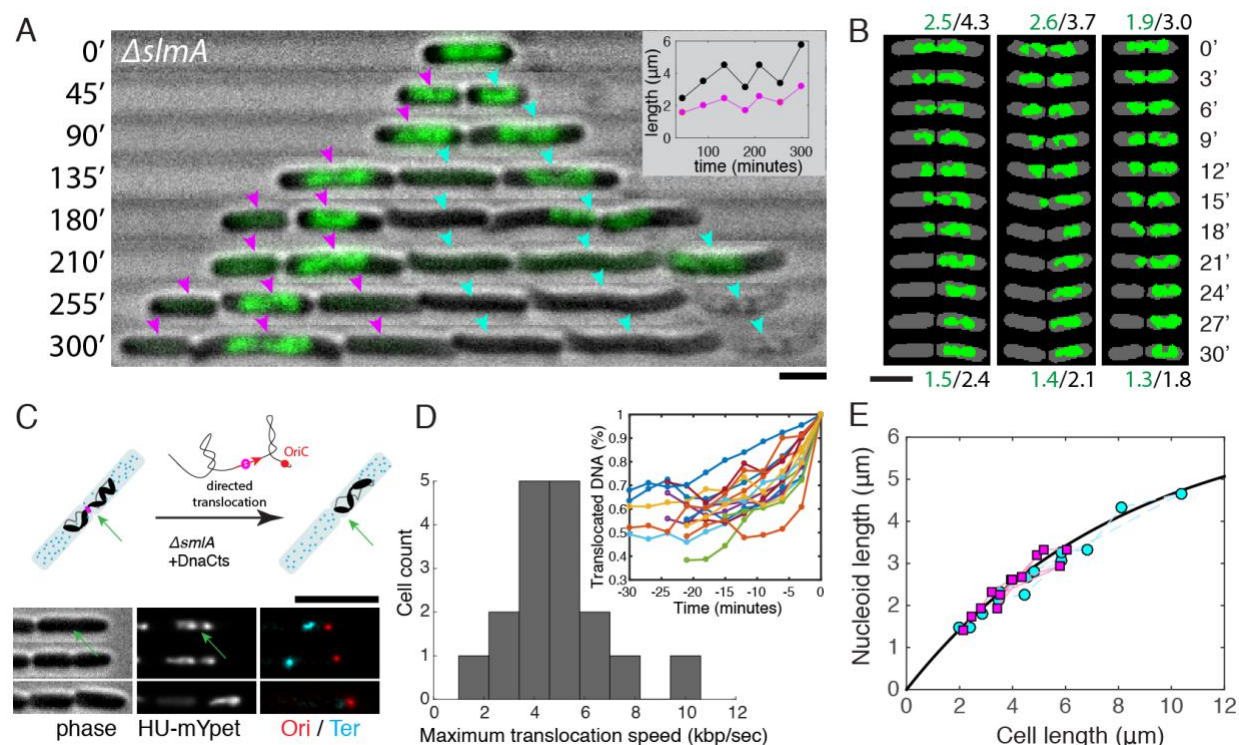 A
ΔslmA
0′
45′
90′
135′
180′
210′
255′
300′
length (μm)
6
4
2
0
100 200 300
time (minutes)
B
2.5/4.3 2.6/3.7 1.9/3.0
0′
3′
6′
9′
12′
15′
18′
21′
24′
27′
30′
1.5/2.4 1.4/2.1 1.3/1.8
C
OriC
directed
translocation
ΔsmlA
+DnaCts
phase HU-mYpet Ori / Ter
D
Cell count
5
4
3
2
1
0
0 2 4 6 8 10 12
Maximum translocation speed (kbp/sec)
Translocated DNA (%)
1
0.9
0.8
0.7
0.6
0.5
0.4
0.3
-30 -25 -20 -15 -10 -5 0
Time (minutes)
E
Nucleoid length (μm)
6
5
4
3
2
1
0
0 2 4 6 8 10 12
Cell length (μm)